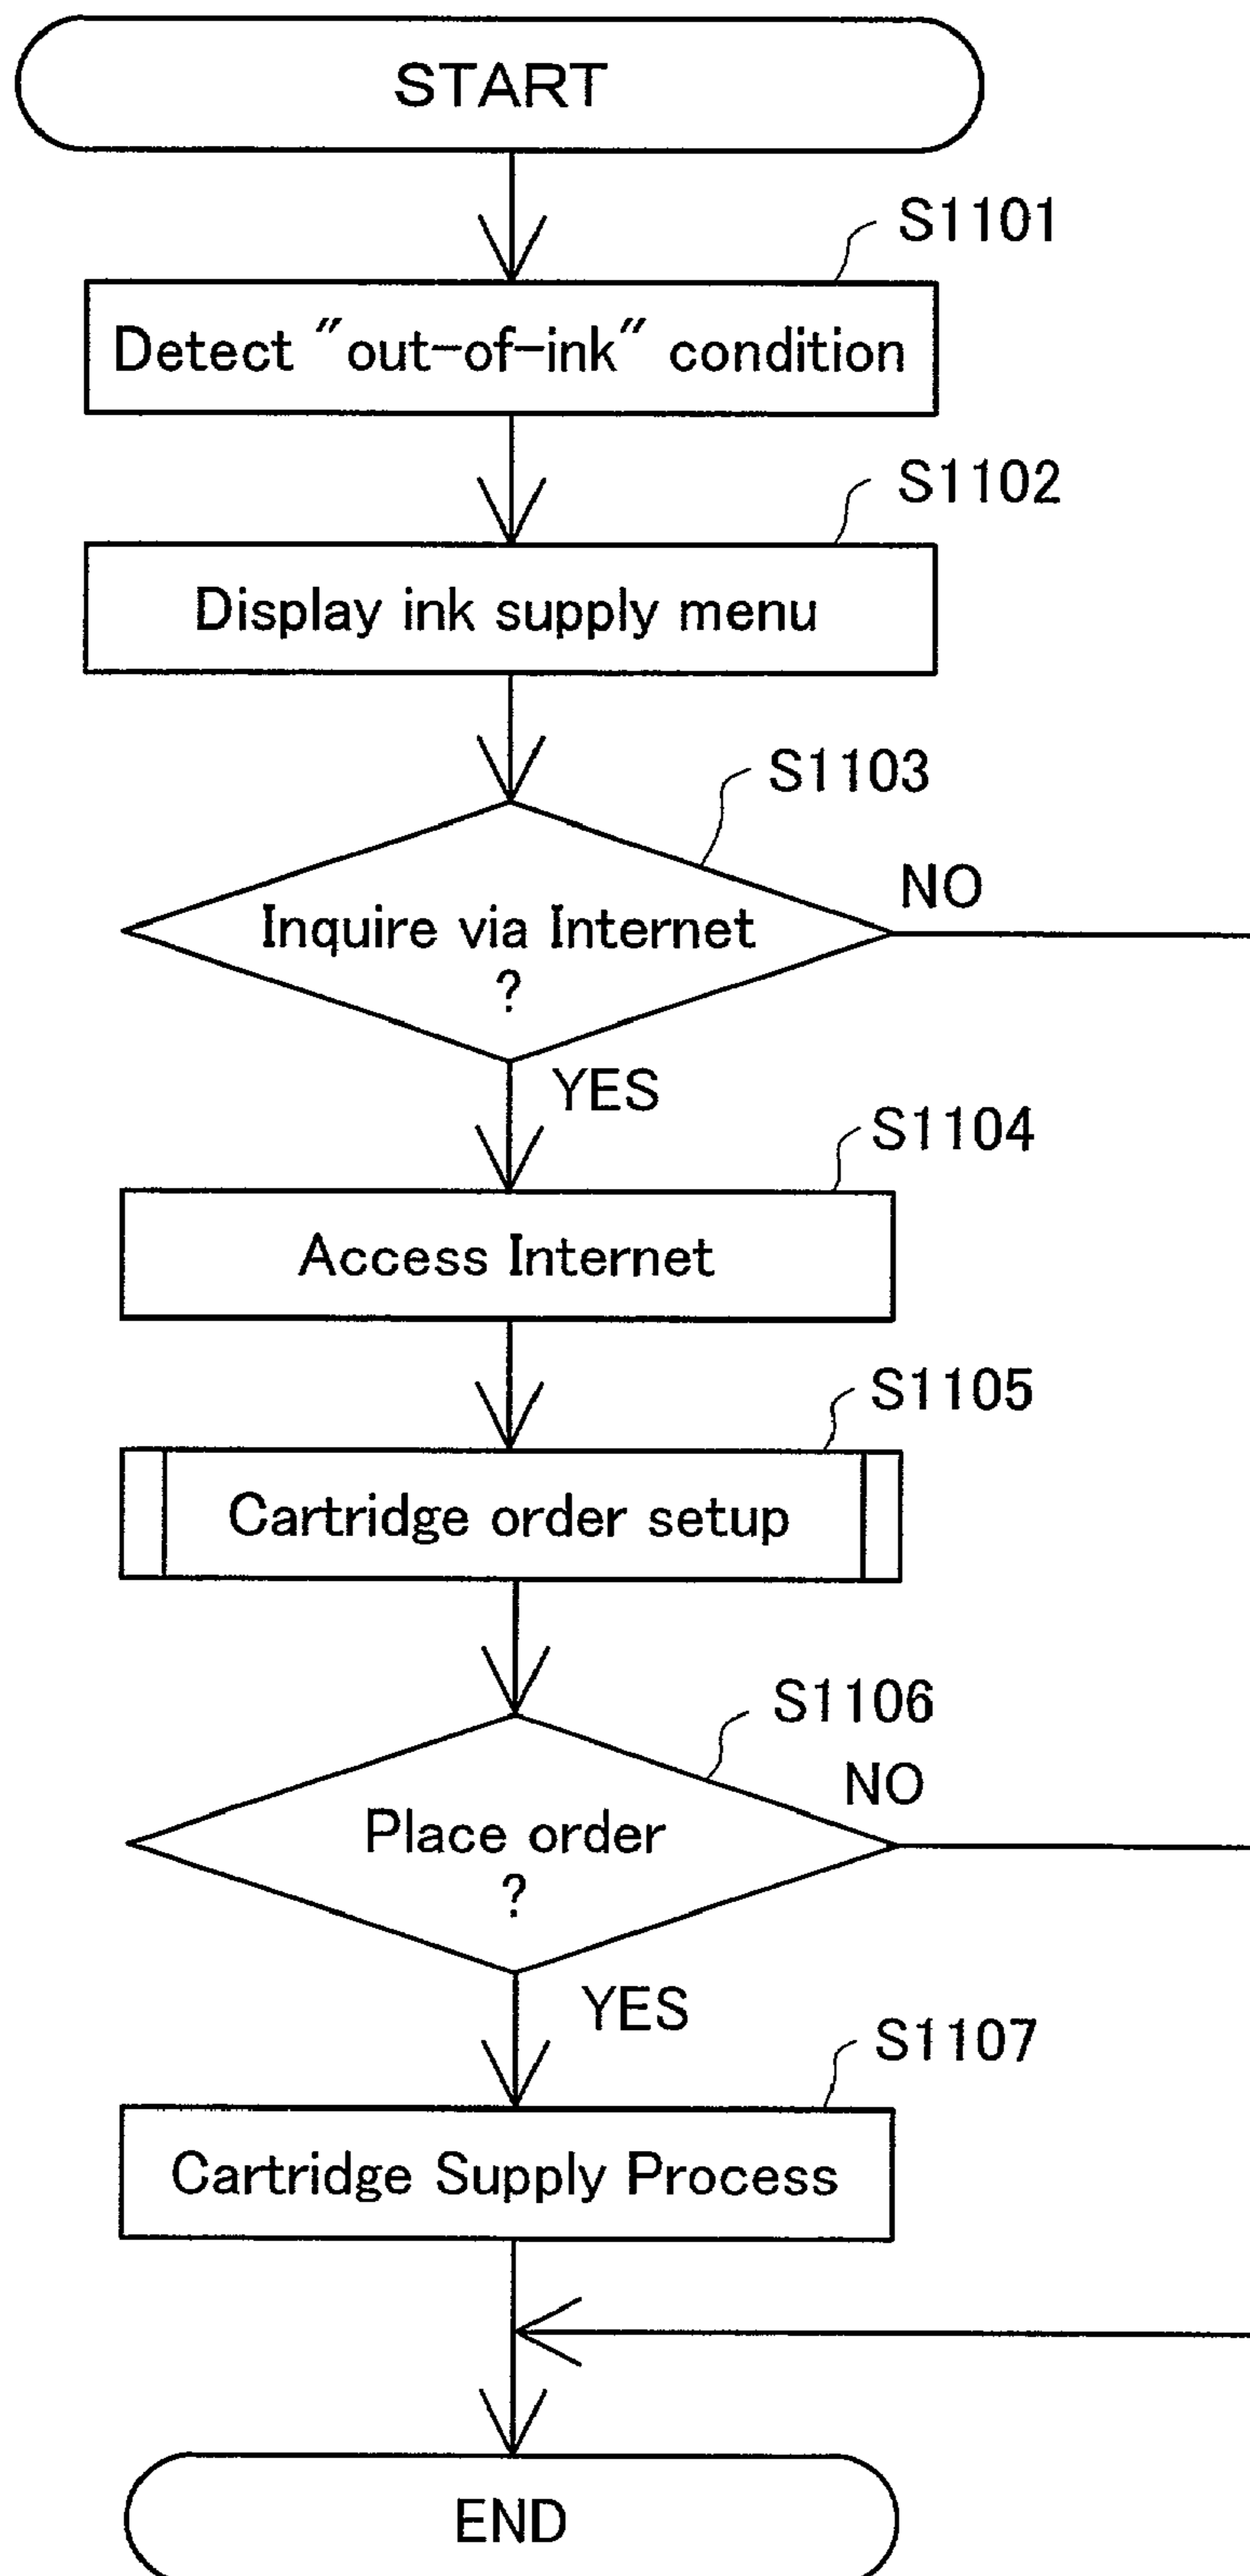 START
S1101
Detect "out-of-ink" condition
S1102
Display ink supply menu
S1103
NO
Inquire via Internet
?
YES
S1104
Access Internet
S1105
Cartridge order setup
S1106
NO
Place order
?
YES
S1107
Cartridge Supply Process
END